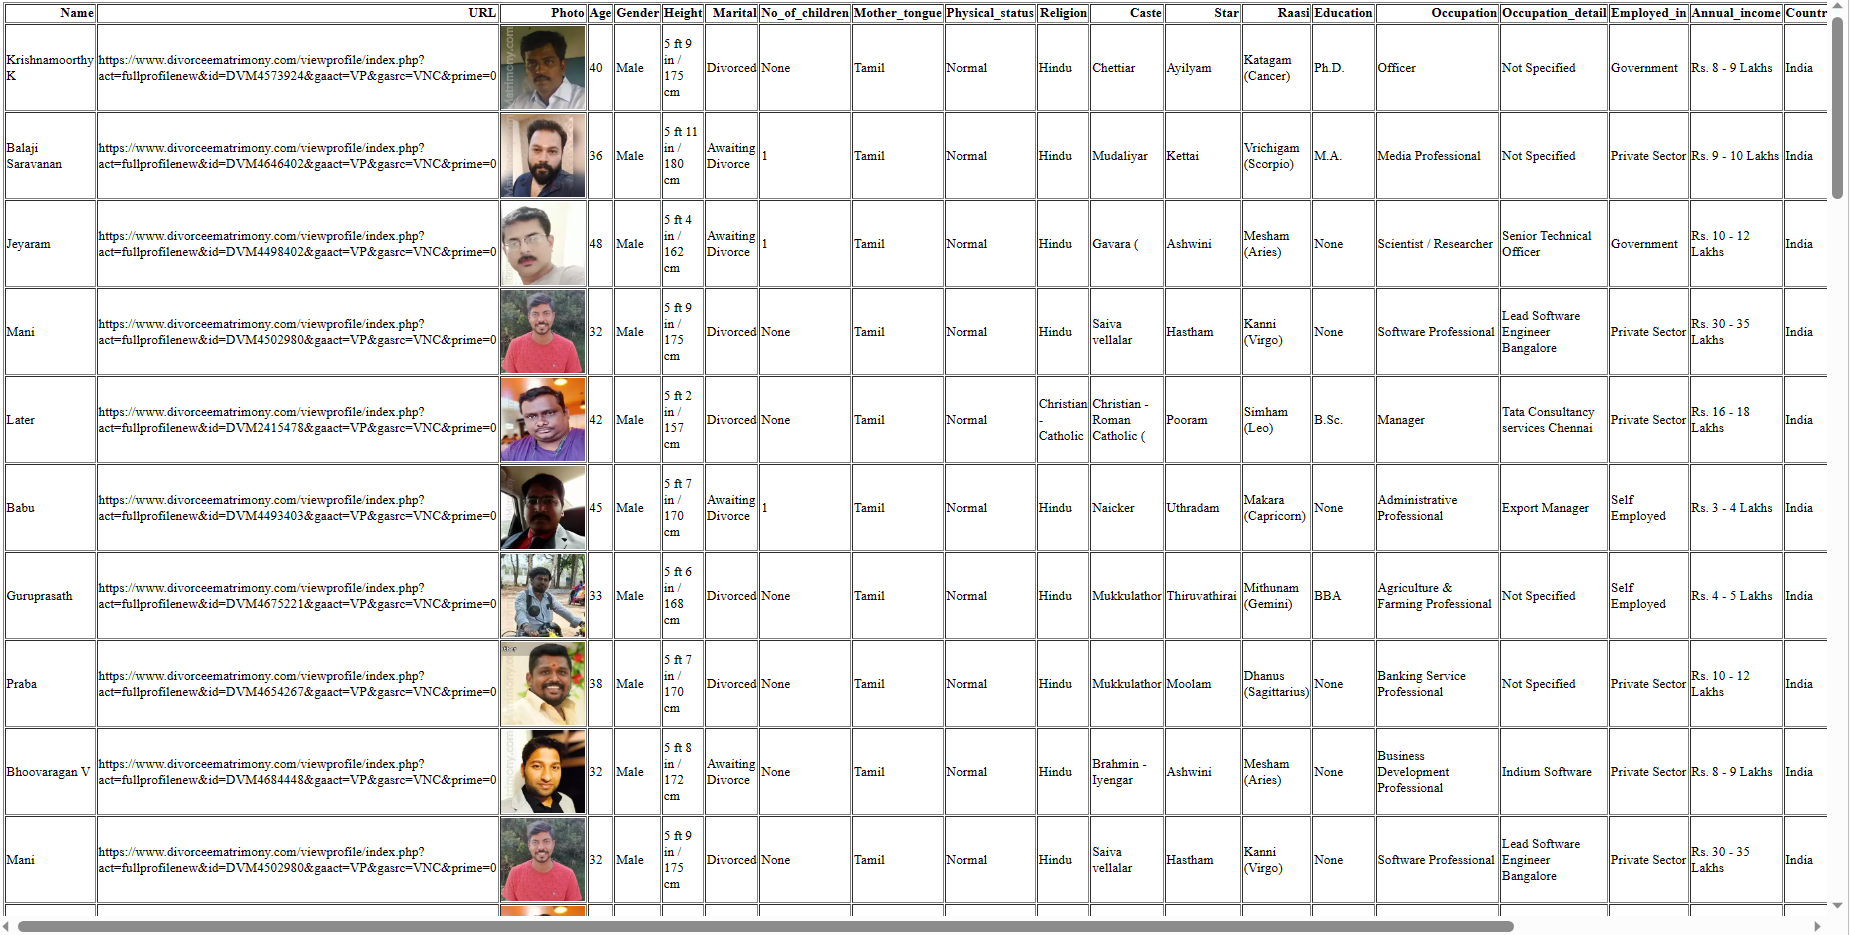 Name URL Photo Age Gender Height Marital No_of_children Mother_tongue Physical_status Religion Caste Star Raasi Education Occupation Occupation_detail Employed_in Annual_income Countr
Krishnamoorthy K https://www.divorceematrimony.com/viewprofile/index.php?act=fullprofilenew&id=DVM4573924&gaact=VP&gasrc=VNC&prime=0 40 Male 5 ft 9 in / 175 cm Divorced None Tamil Normal Hindu Chettiar Ayilyam Katagam (Cancer) Ph.D. Officer Not Specified Government Rs. 8 - 9 Lakhs India
Balaji Saravanan https://www.divorceematrimony.com/viewprofile/index.php?act=fullprofilenew&id=DVM4646402&gaact=VP&gasrc=VNC&prime=0 36 Male 5 ft 11 in / 180 cm Awaiting Divorce 1 Tamil Normal Hindu Mudaliyar Kettai Vrichigam (Scorpio) M.A. Media Professional Not Specified Private Sector Rs. 9 - 10 Lakhs India
Jeyaram https://www.divorceematrimony.com/viewprofile/index.php?act=fullprofilenew&id=DVM4498402&gaact=VP&gasrc=VNC&prime=0 48 Male 5 ft 4 in / 162 cm Awaiting Divorce 1 Tamil Normal Hindu Gavara ( Ashwini Mesham (Aries) None Scientist / Researcher Senior Technical Officer Government Rs. 10 - 12 Lakhs India
Mani https://www.divorceematrimony.com/viewprofile/index.php?act=fullprofilenew&id=DVM4502980&gaact=VP&gasrc=VNC&prime=0 32 Male 5 ft 9 in / 175 cm Divorced None Tamil Normal Hindu Saiva vellalar Hastham Kanni (Virgo) None Software Professional Lead Software Engineer Bangalore Private Sector Rs. 30 - 35 Lakhs India
Later https://www.divorceematrimony.com/viewprofile/index.php?act=fullprofilenew&id=DVM2415478&gaact=VP&gasrc=VNC&prime=0 42 Male 5 ft 2 in / 157 cm Divorced None Tamil Normal Christian - Catholic Christian - Roman Catholic ( Pooram Simham (Leo) B.Sc. Manager Tata Consultancy services Chennai Private Sector Rs. 16 - 18 Lakhs India
Babu https://www.divorceematrimony.com/viewprofile/index.php?act=fullprofilenew&id=DVM4493403&gaact=VP&gasrc=VNC&prime=0 45 Male 5 ft 7 in / 170 cm Awaiting Divorce 1 Tamil Normal Hindu Naicker Uthradam Makara (Capricorn) None Administrative Professional Export Manager Self Employed Rs. 3 - 4 Lakhs India
Guruprasath https://www.divorceematrimony.com/viewprofile/index.php?act=fullprofilenew&id=DVM4675221&gaact=VP&gasrc=VNC&prime=0 33 Male 5 ft 6 in / 168 cm Divorced None Tamil Normal Hindu Mukkulathor Thiruvathirai Mithunam (Gemini) BBA Agriculture & Farming Professional Not Specified Self Employed Rs. 4 - 5 Lakhs India
Praba https://www.divorceematrimony.com/viewprofile/index.php?act=fullprofilenew&id=DVM4654267&gaact=VP&gasrc=VNC&prime=0 38 Male 5 ft 7 in / 170 cm Divorced None Tamil Normal Hindu Mukkulathor Moolam Dhanus (Sagittarius) None Banking Service Professional Not Specified Private Sector Rs. 10 - 12 Lakhs India
Bhoovaragan V https://www.divorceematrimony.com/viewprofile/index.php?act=fullprofilenew&id=DVM4684448&gaact=VP&gasrc=VNC&prime=0 32 Male 5 ft 8 in / 172 cm Awaiting Divorce None Tamil Normal Hindu Brahmin - Iyengar Ashwini Mesham (Aries) None Business Development Professional Indium Software Private Sector Rs. 8 - 9 Lakhs India
Mani https://www.divorceematrimony.com/viewprofile/index.php?act=fullprofilenew&id=DVM4502980&gaact=VP&gasrc=VNC&prime=0 32 Male 5 ft 9 in / 175 cm Divorced None Tamil Normal Hindu Saiva vellalar Hastham Kanni (Virgo) None Software Professional Lead Software Engineer Bangalore Private Sector Rs. 30 - 35 Lakhs India